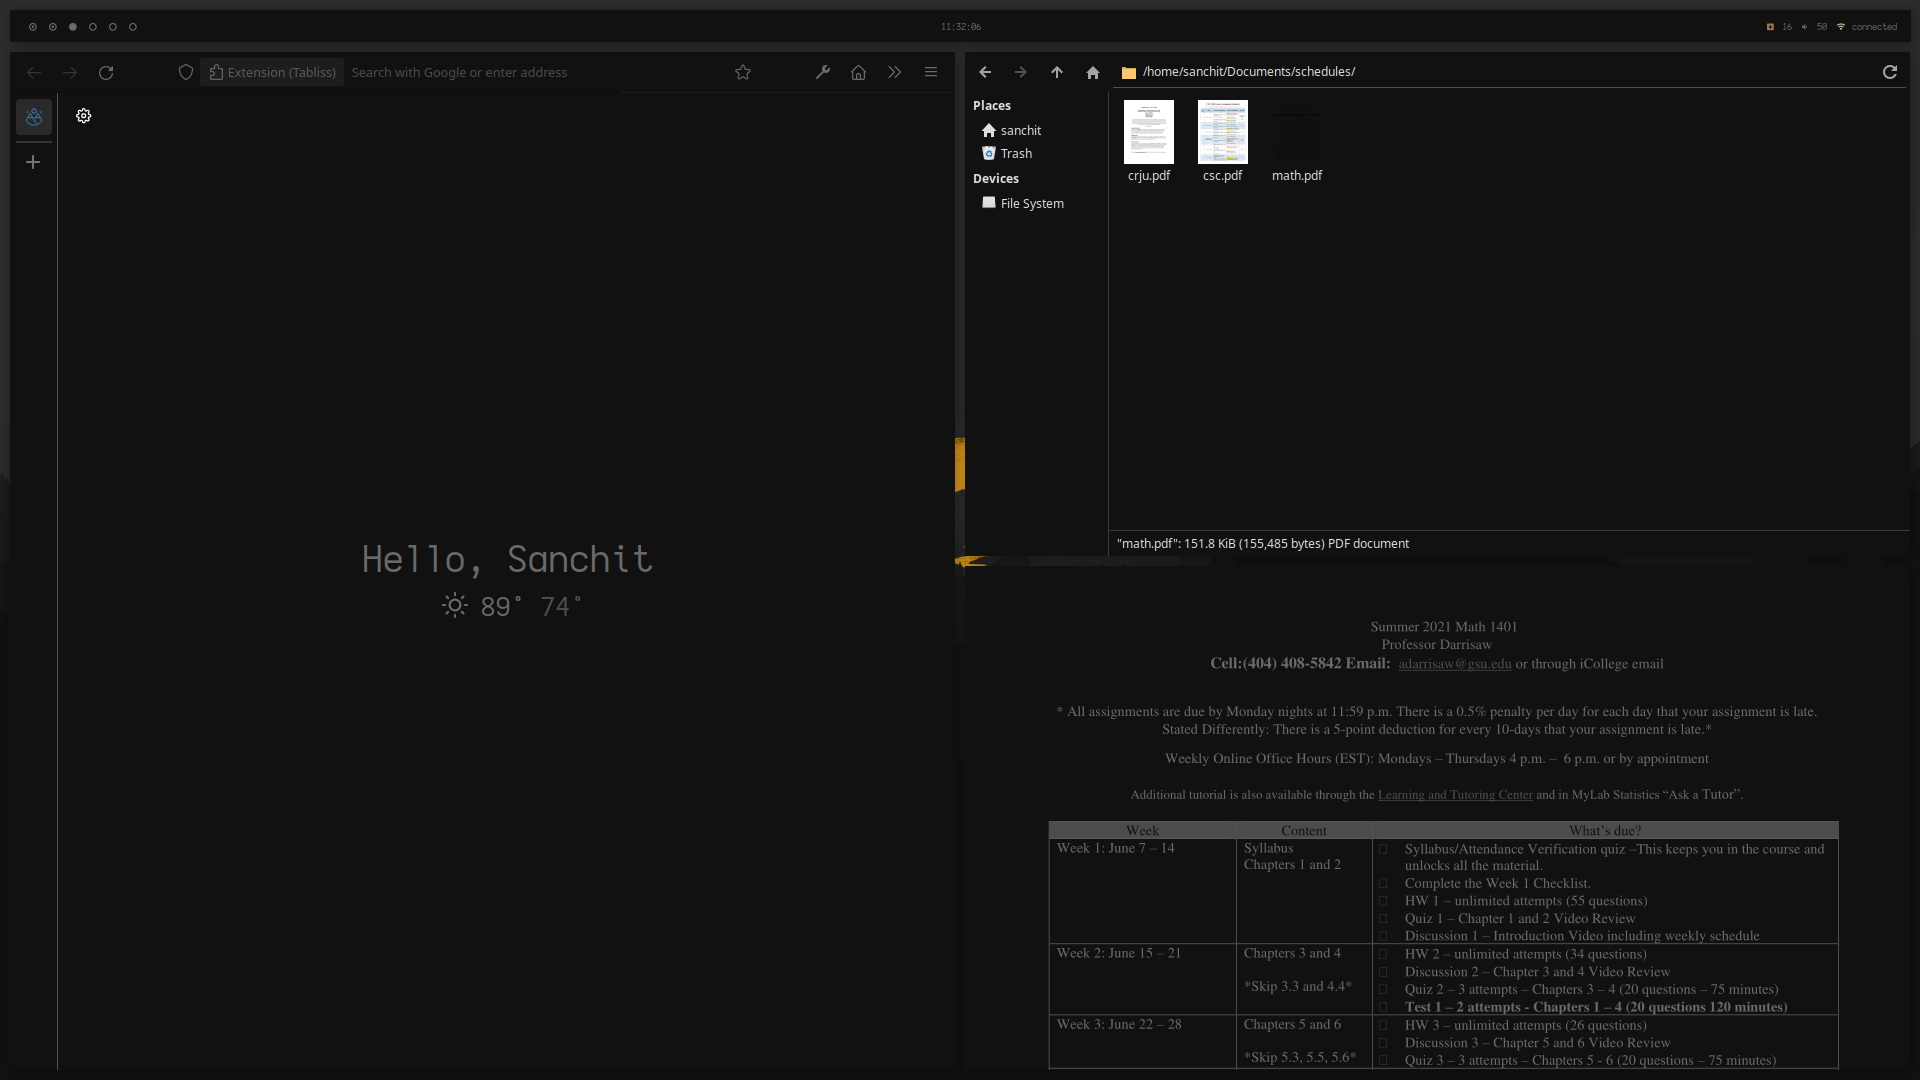 11:32:06
16 50 connected
Extension (Tabliss) Search with Google or enter address
Hello, Sanchit
89° 74°
/home/sanchit/Documents/schedules/
Places
sanchit
Trash
Devices
File System
crju.pdf csc.pdf math.pdf
"math.pdf": 151.8 KiB (155,485 bytes) PDF document
Summer 2021 Math 1401
Professor Darrisaw
Cell:(404) 408-5842 Email: adarrisaw@gsu.edu or through iCollege email
* All assignments are due by Monday nights at 11:59 p.m. There is a 0.5% penalty per day for each day that your assignment is late.
Stated Differently: There is a 5-point deduction for every 10-days that your assignment is late.*
Weekly Online Office Hours (EST): Mondays – Thursdays 4 p.m. – 6 p.m. or by appointment
Additional tutorial is also available through the Learning and Tutoring Center and in MyLab Statistics “Ask a Tutor”.
Week Content What’s due?
Week 1: June 7 – 14
Syllabus
Chapters 1 and 2
Syllabus/Attendance Verification quiz –This keeps you in the course and
unlocks all the material.
Complete the Week 1 Checklist.
HW 1 – unlimited attempts (55 questions)
Quiz 1 – Chapter 1 and 2 Video Review
Discussion 1 – Introduction Video including weekly schedule
Week 2: June 15 – 21
Chapters 3 and 4
*Skip 3.3 and 4.4*
HW 2 – unlimited attempts (34 questions)
Discussion 2 – Chapter 3 and 4 Video Review
Quiz 2 – 3 attempts – Chapters 3 – 4 (20 questions – 75 minutes)
Test 1 – 2 attempts - Chapters 1 – 4 (20 questions 120 minutes)
Week 3: June 22 – 28
Chapters 5 and 6
*Skip 5.3, 5.5, 5.6*
HW 3 – unlimited attempts (26 questions)
Discussion 3 – Chapter 5 and 6 Video Review
Quiz 3 – 3 attempts – Chapters 5 - 6 (20 questions – 75 minutes)